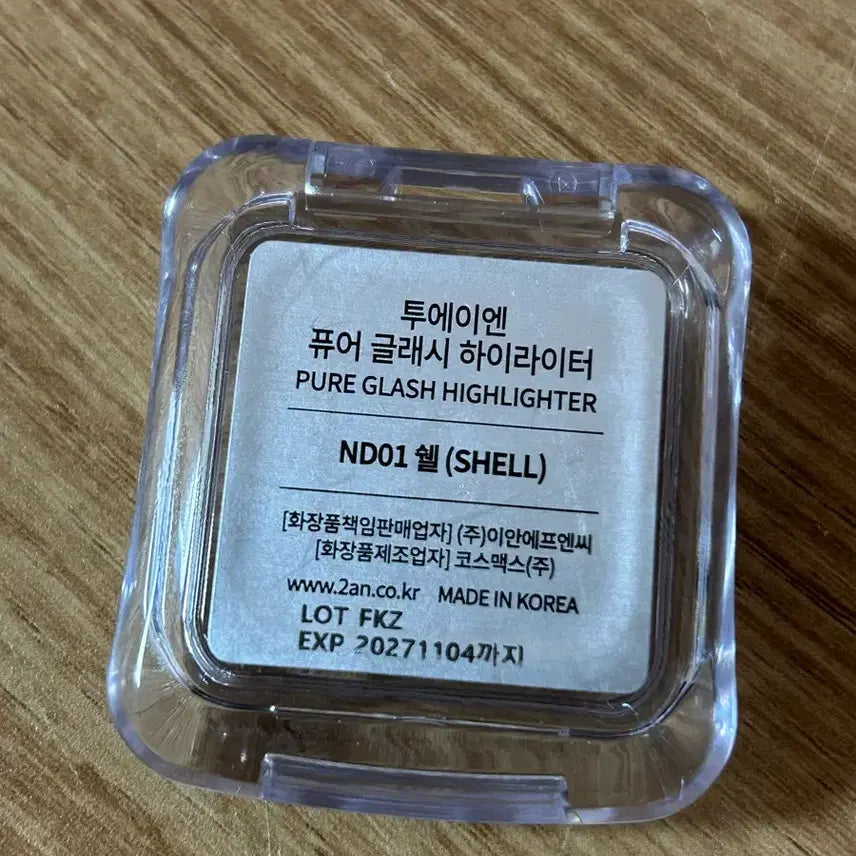 투에이엔
퓨어 글래시 하이라이터
PURE GLASH HIGHLIGHTER
ND01 쉘 (SHELL)
[화장품책임판매업자] (주)이안에프엔씨
[화장품제조업자] 코스맥스(주)
www.2an.co.kr MADE IN KOREA
LOT FKZ
EXP 20271104까지